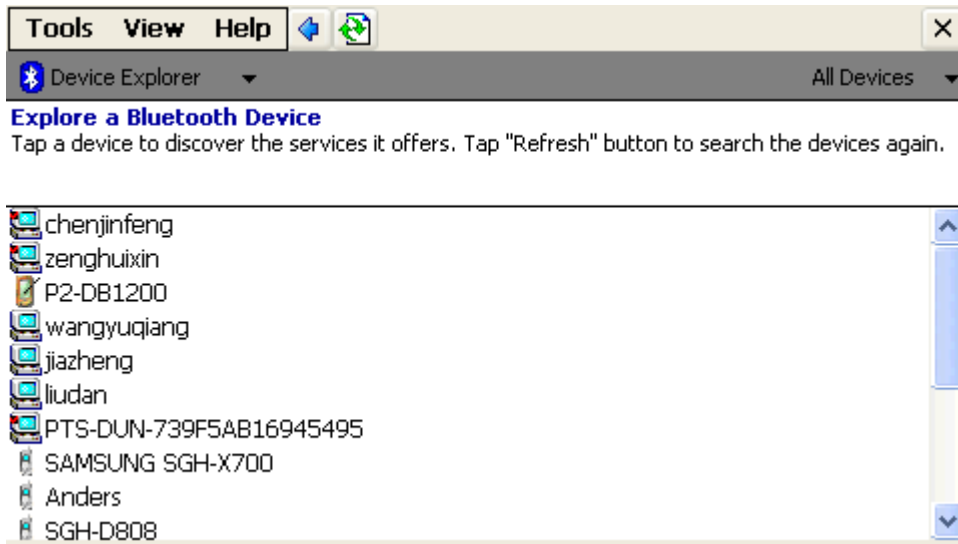 Tools View Help
Device Explorer All Devices
Explore a Bluetooth Device
Tap a device to discover the services it offers. Tap "Refresh" button to search the devices again.
chenjinfeng
zenghuixin
P2-DB1200
wangyuqiang
jiazheng
liudan
PTS-DUN-739F5AB16945495
SAMSUNG SGH-X700
Anders
SGH-D808